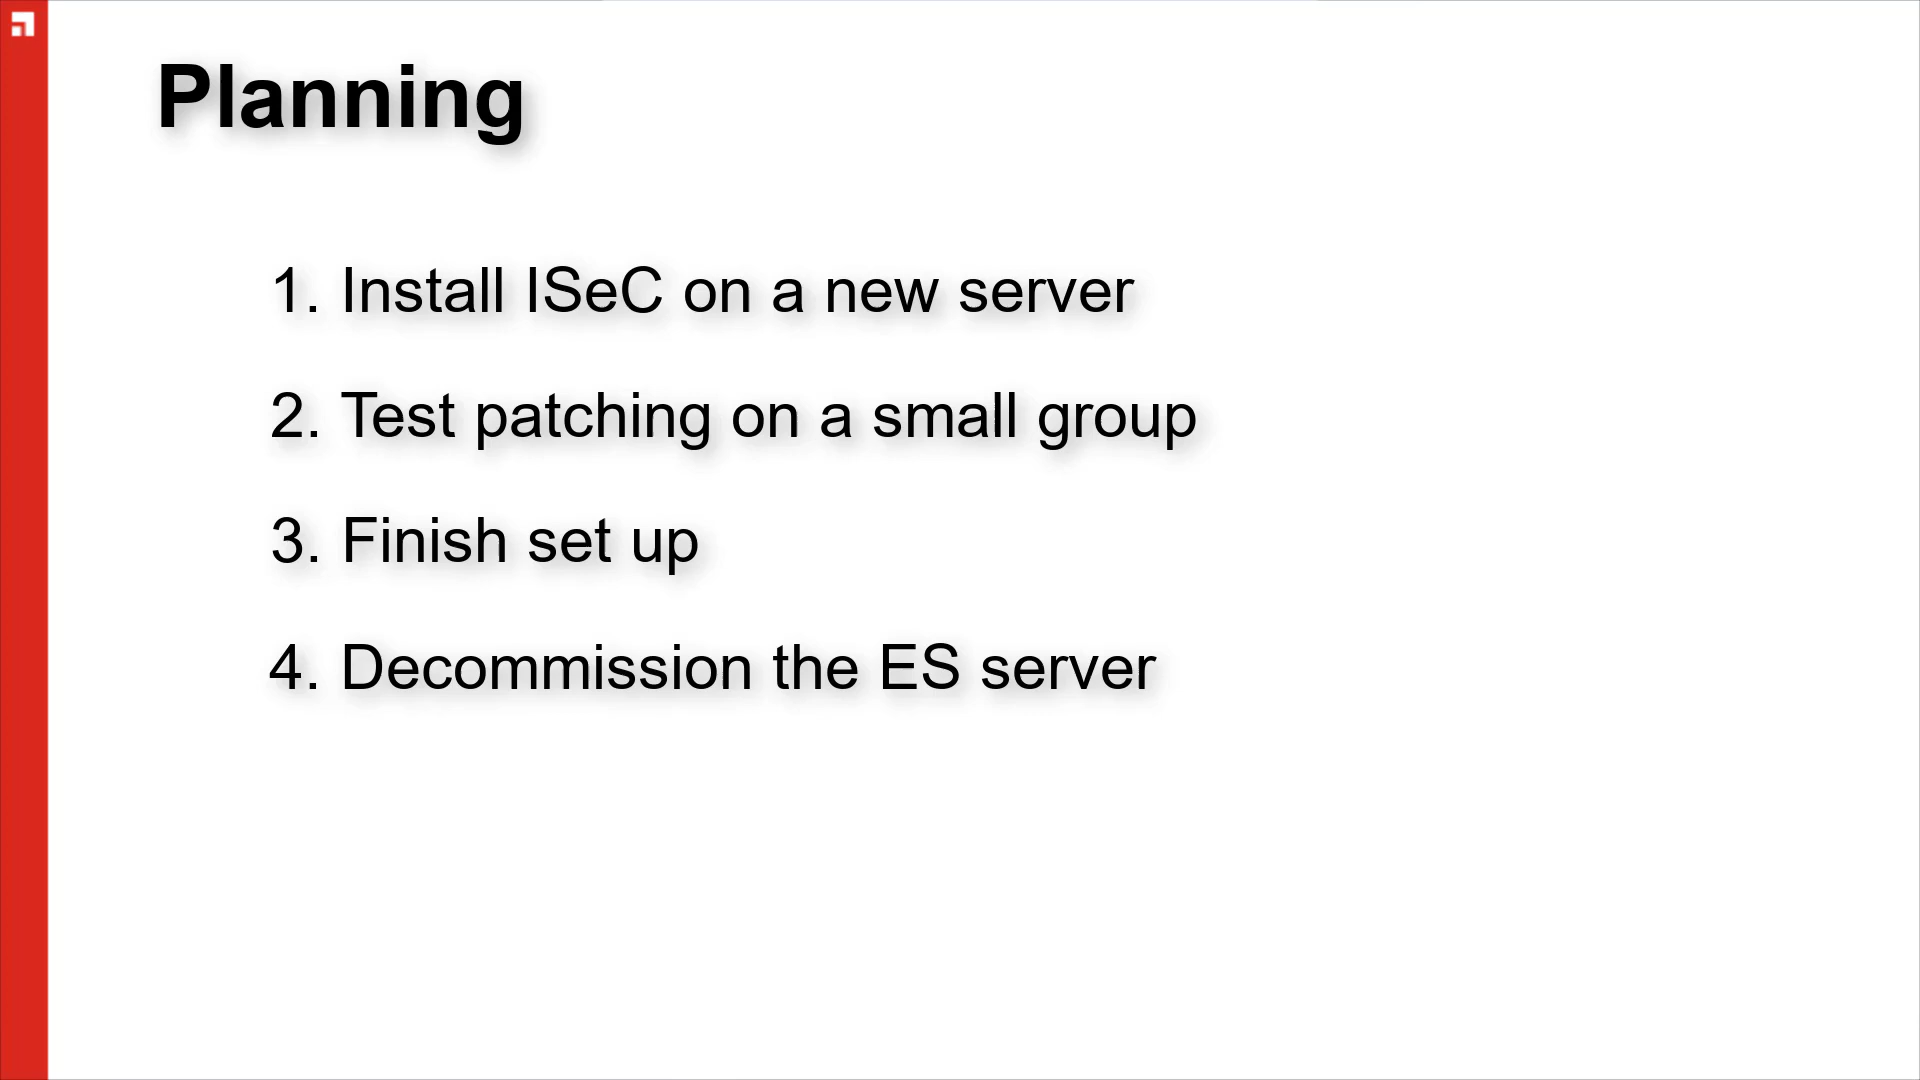 Planning
1. Install ISeC on a new server
2. Test patching on a small group
3. Finish set up
4. Decommission the ES server